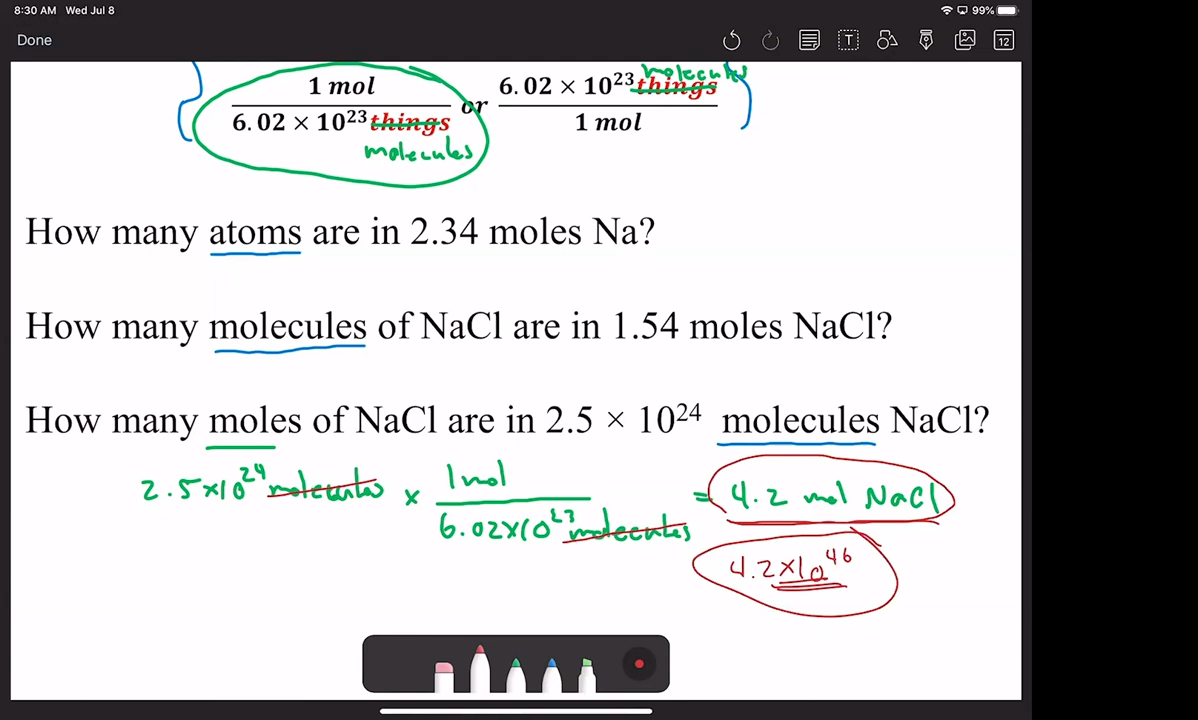 8:30 AM Wed Jul 8 99%
Done T 12
1 mol
6.02 × 10²³ things
molecules
or
molecules
6.02 × 10²³ things
1 mol
How many atoms are in 2.34 moles Na?
How many molecules of NaCl are in 1.54 moles NaCl?
How many moles of NaCl are in 2.5 × 10²⁴ molecules NaCl?
2.5×10²⁴ molecules × 1mol = 4.2 mol NaCl
6.02×10²³ molecules
4.2×10⁴⁶